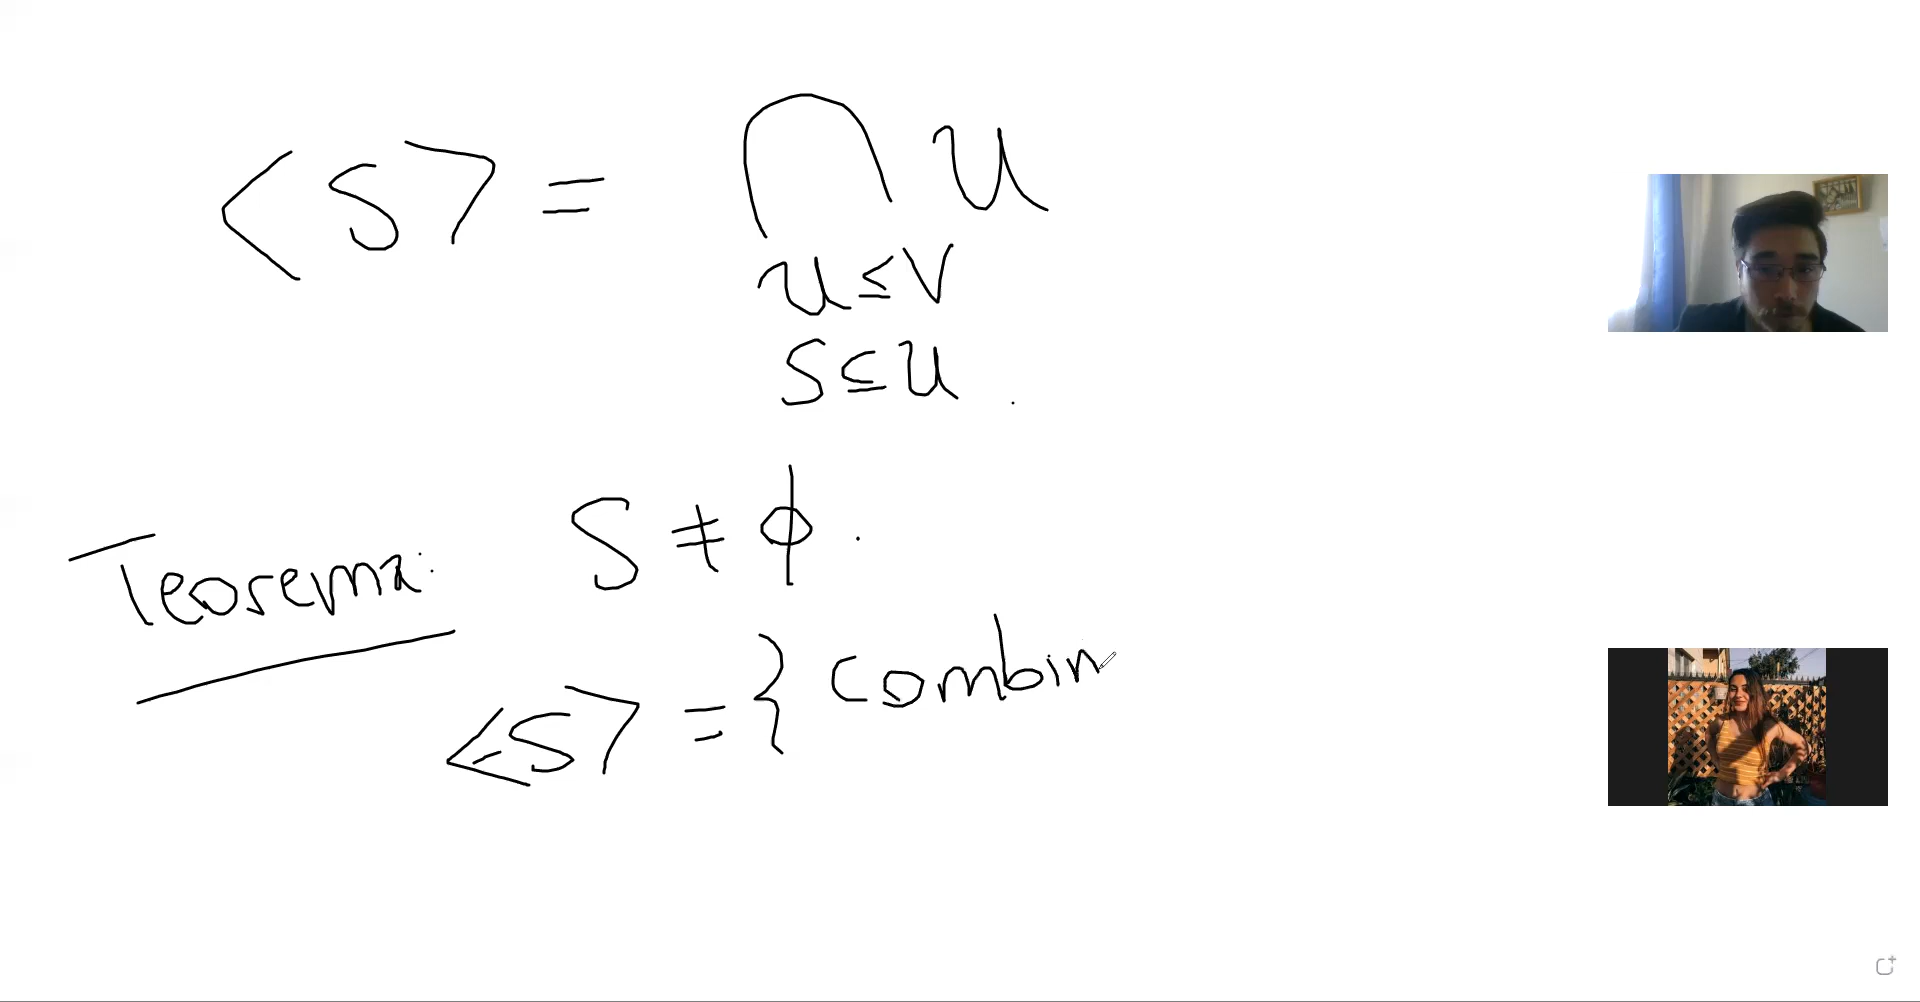 <S> = ⋂ U
U ≤ V
S ⊆ U .
Teorema: S ≠ ϕ .
<S> = { combin